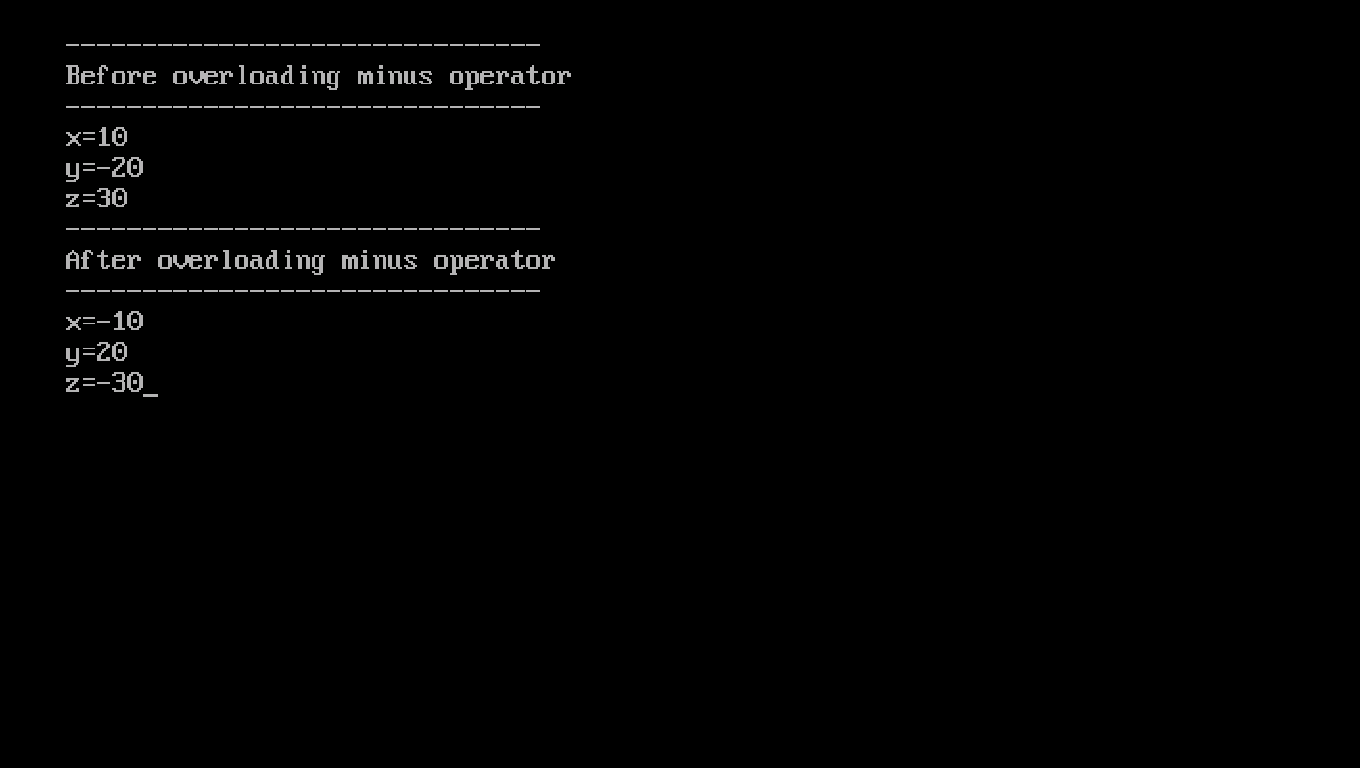 -------------------------------
Before overloading minus operator
-------------------------------
x=10
y=-20
z=30
-------------------------------
After overloading minus operator
-------------------------------
x=-10
y=20
z=-30_